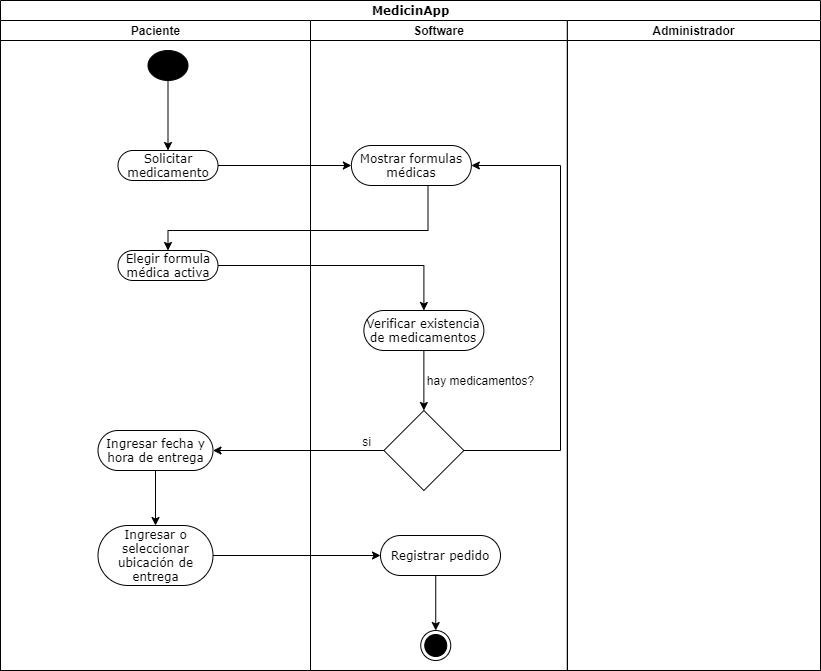 MedicinApp
Paciente
Software
Administrador
Solicitar
medicamento
Mostrar formulas
médicas
Elegir formula
médica activa
Verificar existencia
de medicamentos
hay medicamentos?
si
Ingresar fecha y
hora de entrega
Ingresar o
seleccionar
ubicación de
entrega
Registrar pedido